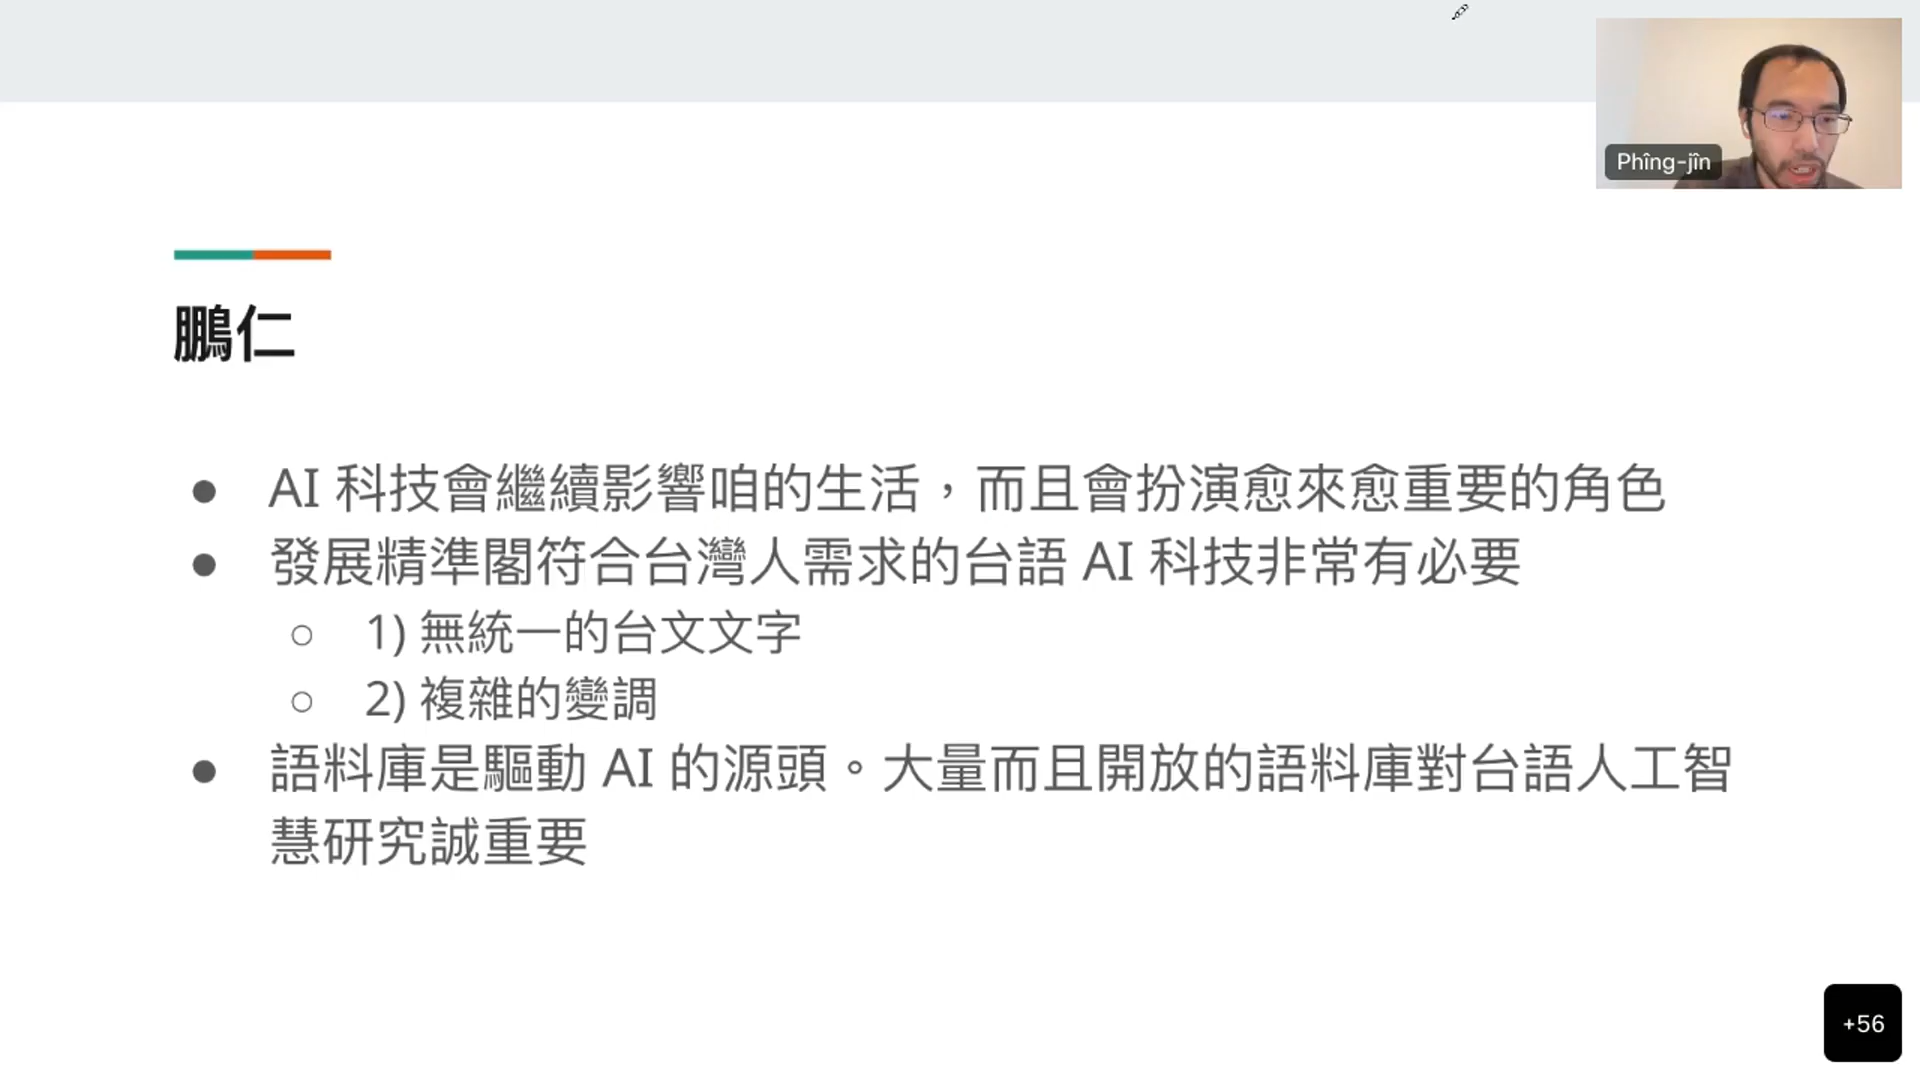 Phîng-jîn
鵬仁
● AI 科技會繼續影響咱的生活，而且會扮演愈來愈重要的角色
● 發展精準閣符合台灣人需求的台語 AI 科技非常有必要
○ 1) 無統一的台文文字
○ 2) 複雜的變調
● 語料庫是驅動 AI 的源頭。大量而且開放的語料庫對台語人工智
慧研究誠重要
+56